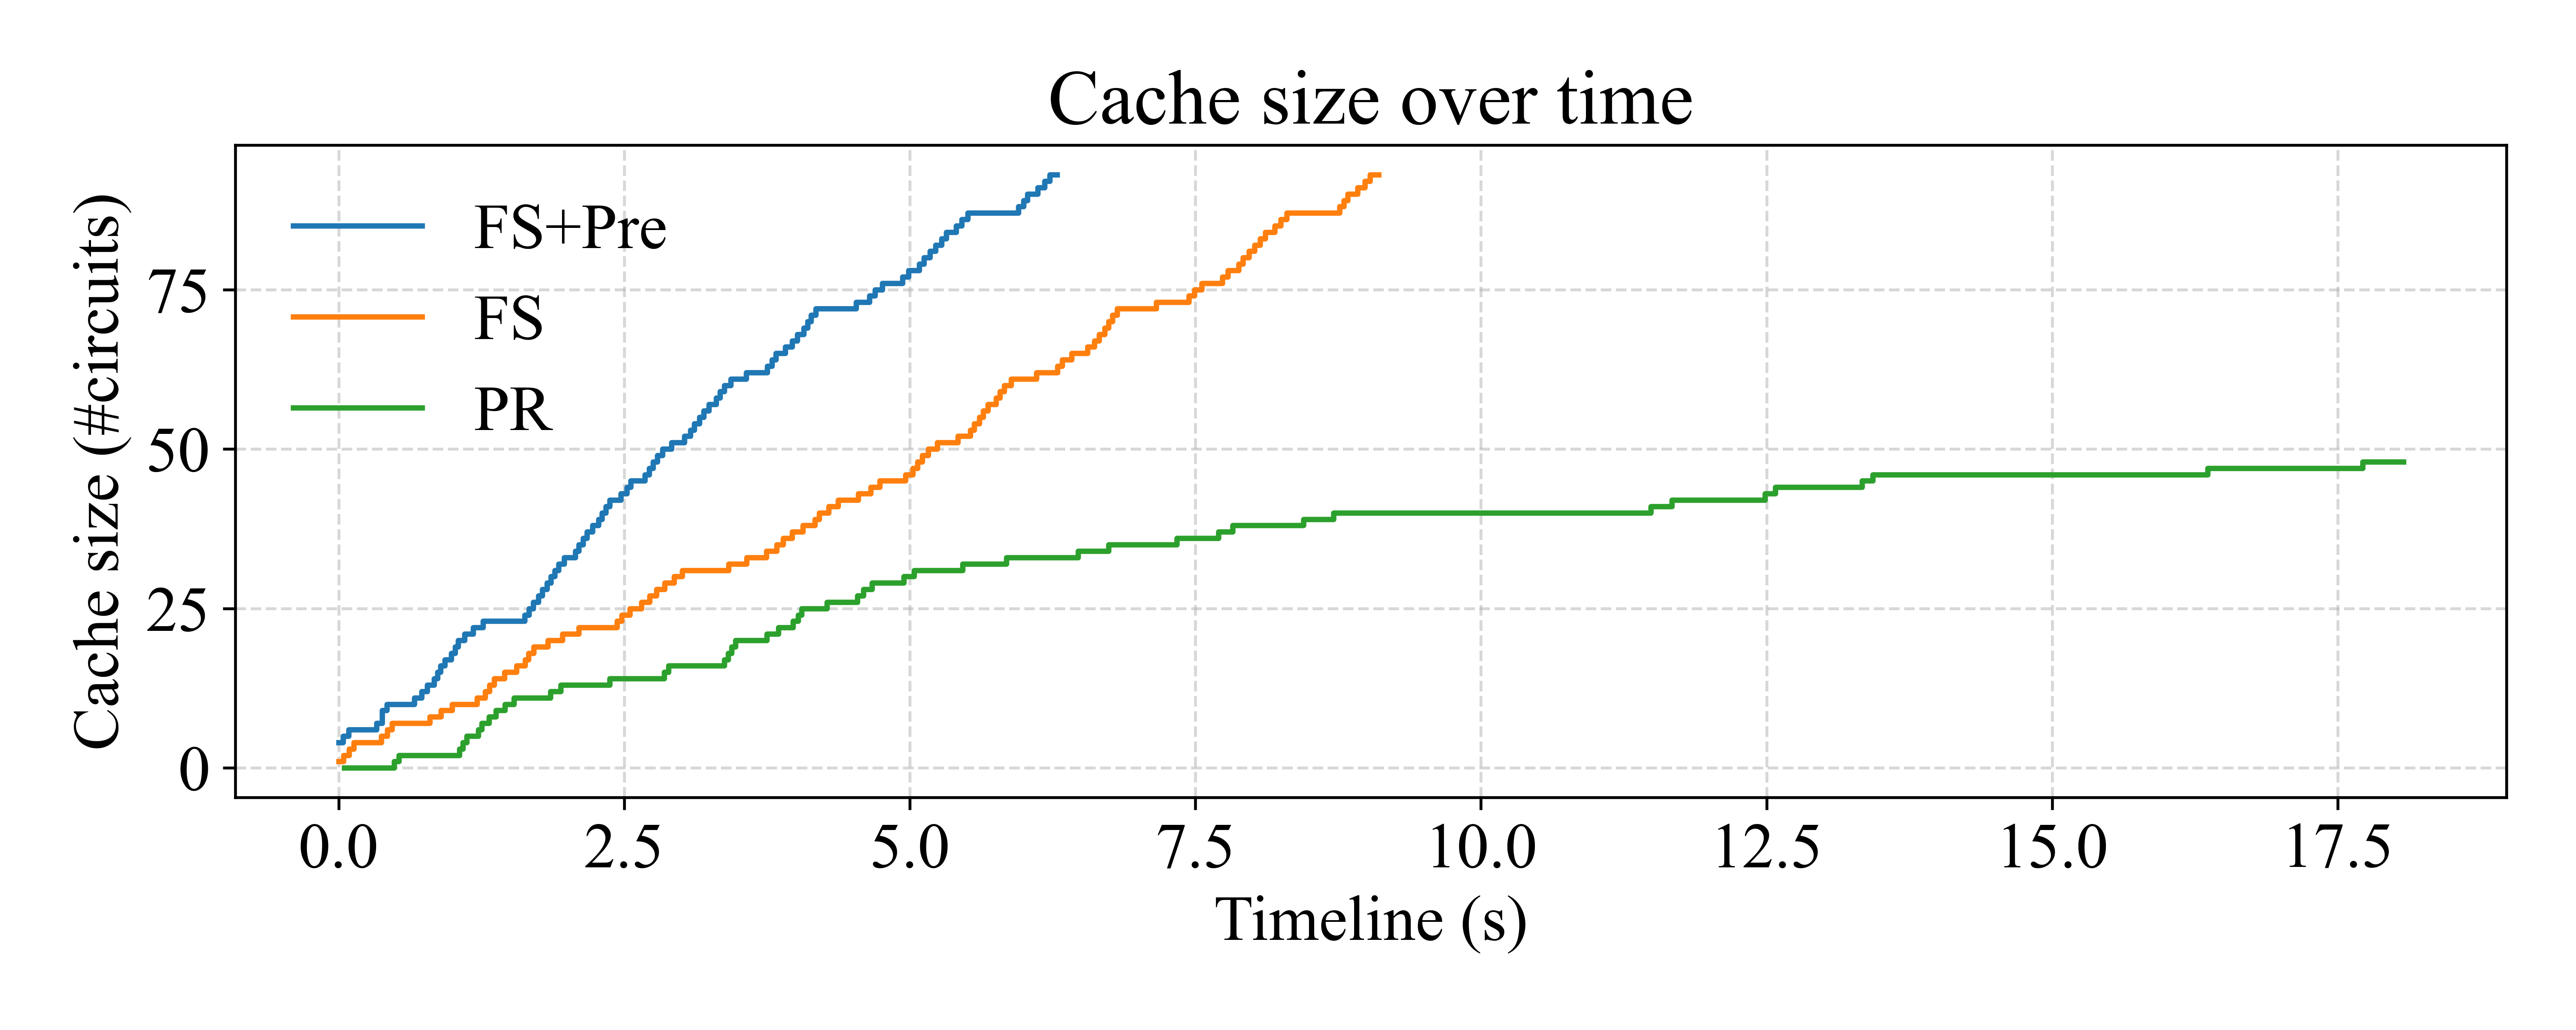 Cache size over time
Cache size (#circuits)
75
50
25
0
FS+Pre
FS
PR
0.0 2.5 5.0 7.5 10.0 12.5 15.0 17.5
Timeline (s)